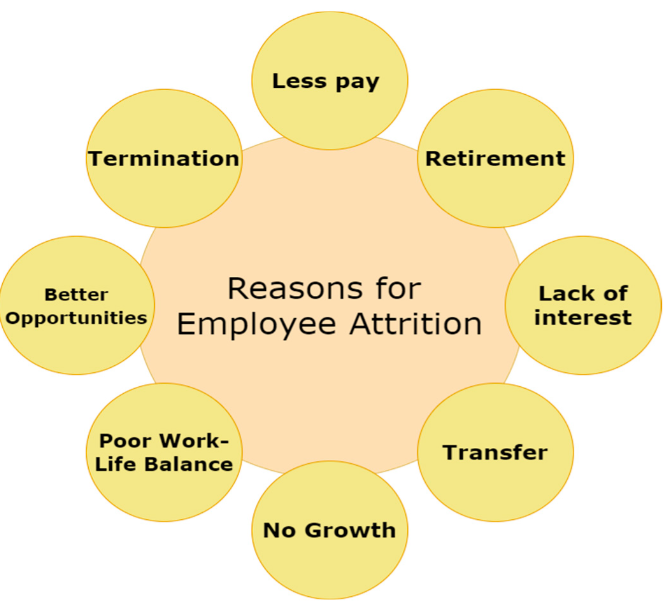 Less pay
Termination
Retirement
Better
Opportunities
Reasons for
Employee Attrition
Lack of
interest
Poor Work-
Life Balance
Transfer
No Growth